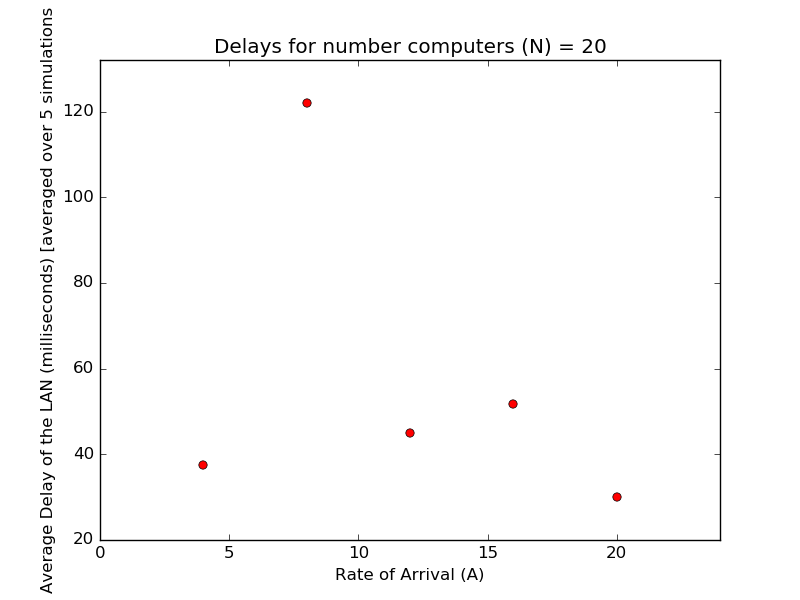 Delays for number computers (N) = 20
Average Delay of the LAN (milliseconds) [averaged over 5 simulations
120
100
80
60
40
20
0 5 10 15 20
Rate of Arrival (A)